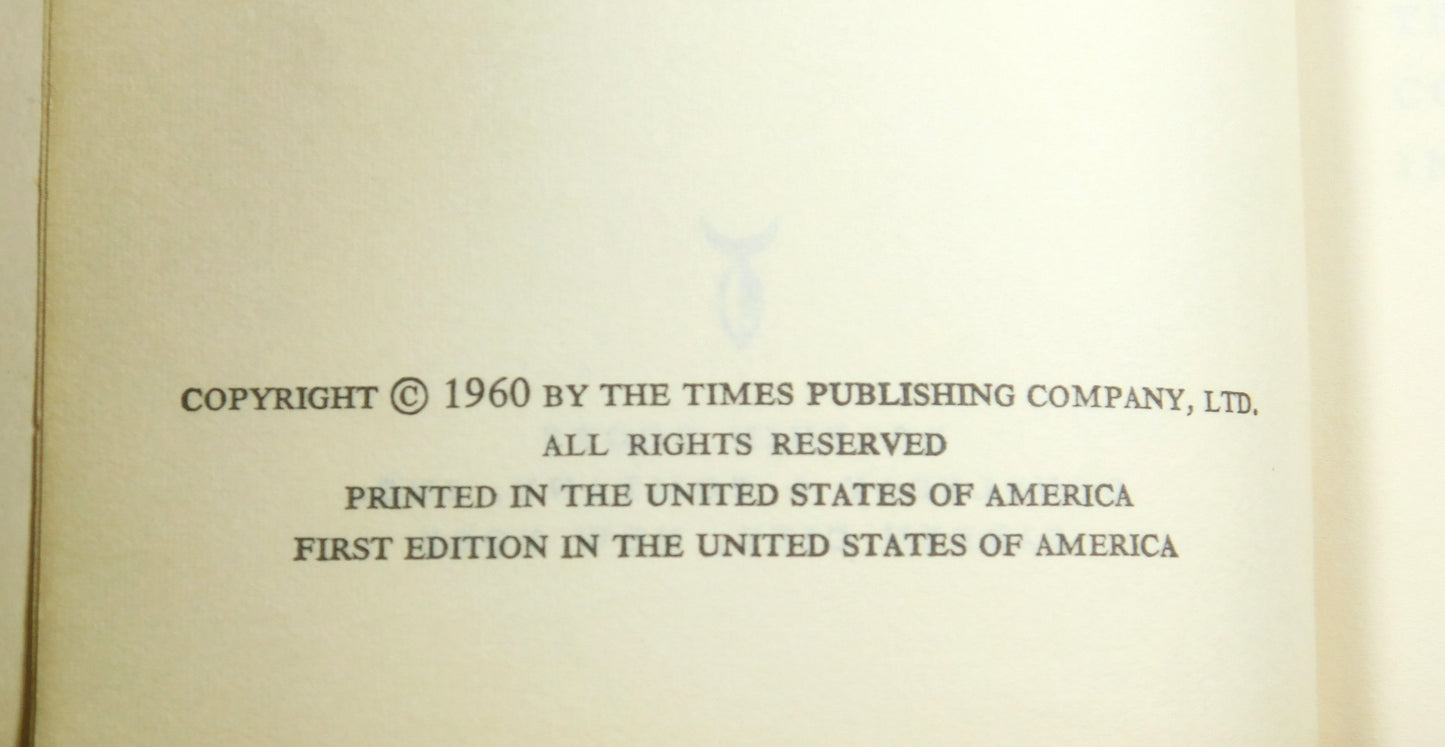 COPYRIGHT © 1960 BY THE TIMES PUBLISHING COMPANY, LTD.
ALL RIGHTS RESERVED
PRINTED IN THE UNITED STATES OF AMERICA
FIRST EDITION IN THE UNITED STATES OF AMERICA